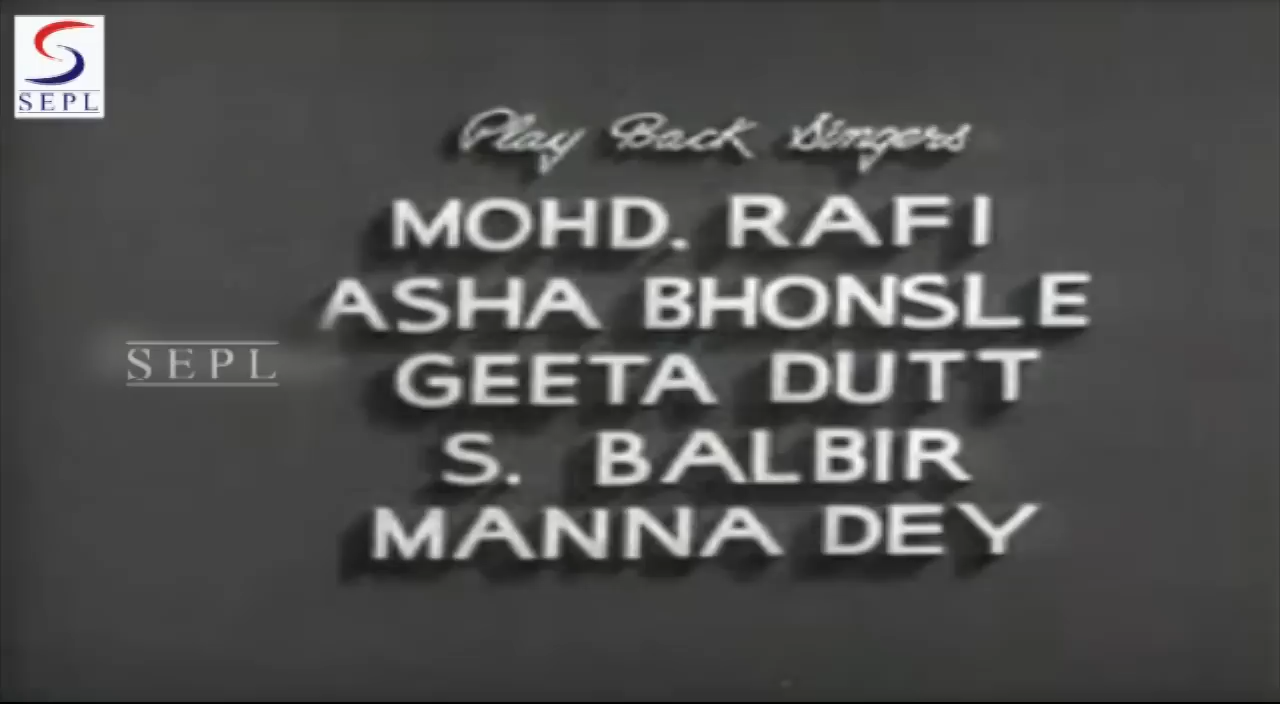 SEPL
Play Back Singers
MOHD. RAFI
ASHA BHONSLE
SEPL
GEETA DUTT
S. BALBIR
MANNA DEY